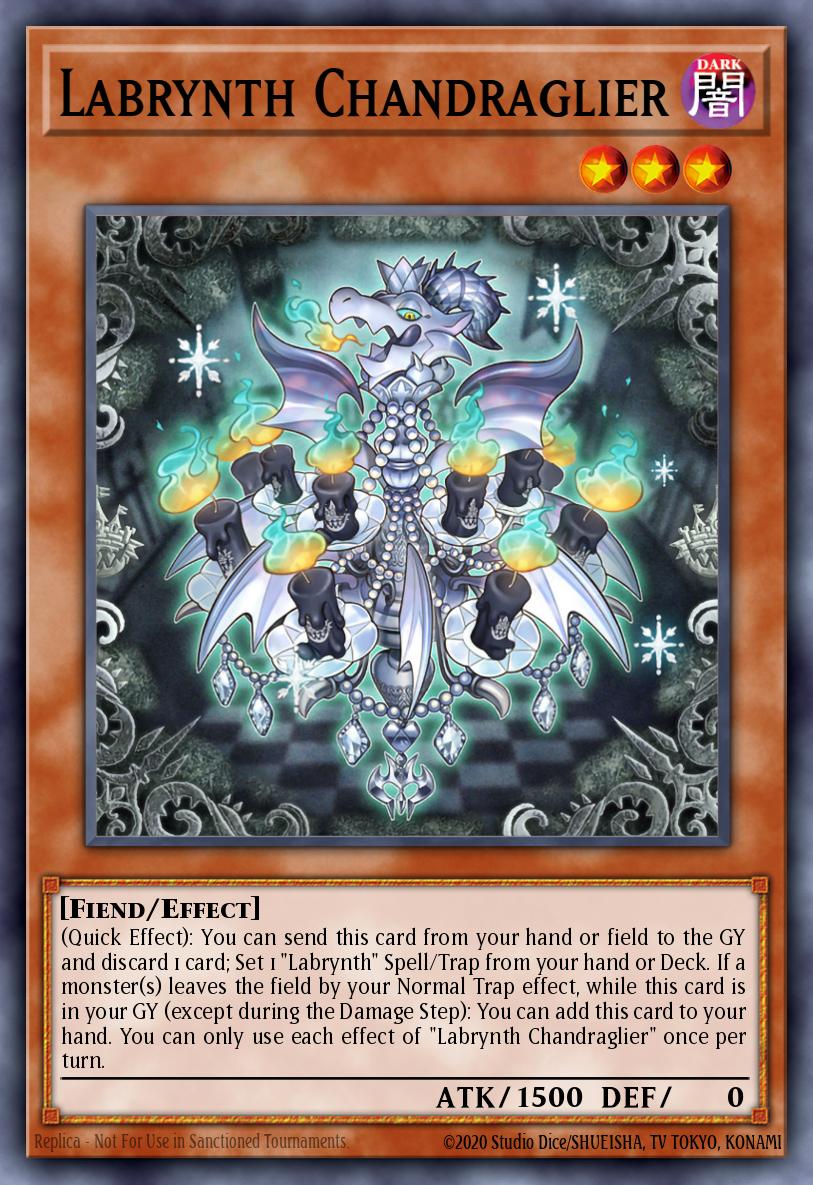 Labrynth Chandraglier
DARK
闇
[Fiend/Effect]
(Quick Effect): You can send this card from your hand or field to the GY
and discard 1 card; Set 1 "Labrynth" Spell/Trap from your hand or Deck. If a
monster(s) leaves the field by your Normal Trap effect, while this card is
in your GY (except during the Damage Step): You can add this card to your
hand. You can only use each effect of "Labrynth Chandraglier" once per
turn.
ATK/1500 DEF/ 0
Replica - Not For Use in Sanctioned Tournaments.
©2020 Studio Dice/SHUEISHA, TV TOKYO, KONAMI